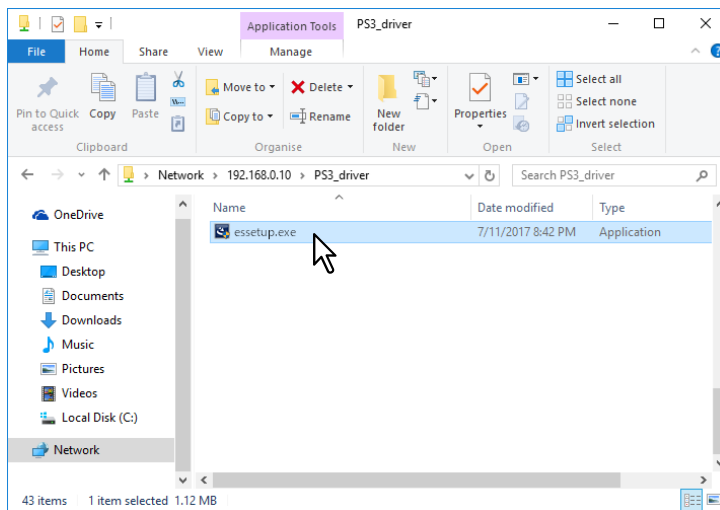 Application Tools PS3_driver
File Home Share View Manage
Pin to Quick access
Copy
Paste
Move to
Copy to
Delete
Rename
New folder
Properties
Select all
Select none
Invert selection
Clipboard Organise New Open Select
Network 192.168.0.10 PS3_driver Search PS3_driver
Name Date modified Type
essetup.exe 7/11/2017 8:42 PM Application
OneDrive
This PC
Desktop
Documents
Downloads
Music
Pictures
Videos
Local Disk (C:)
Network
43 items 1 item selected 1.12 MB